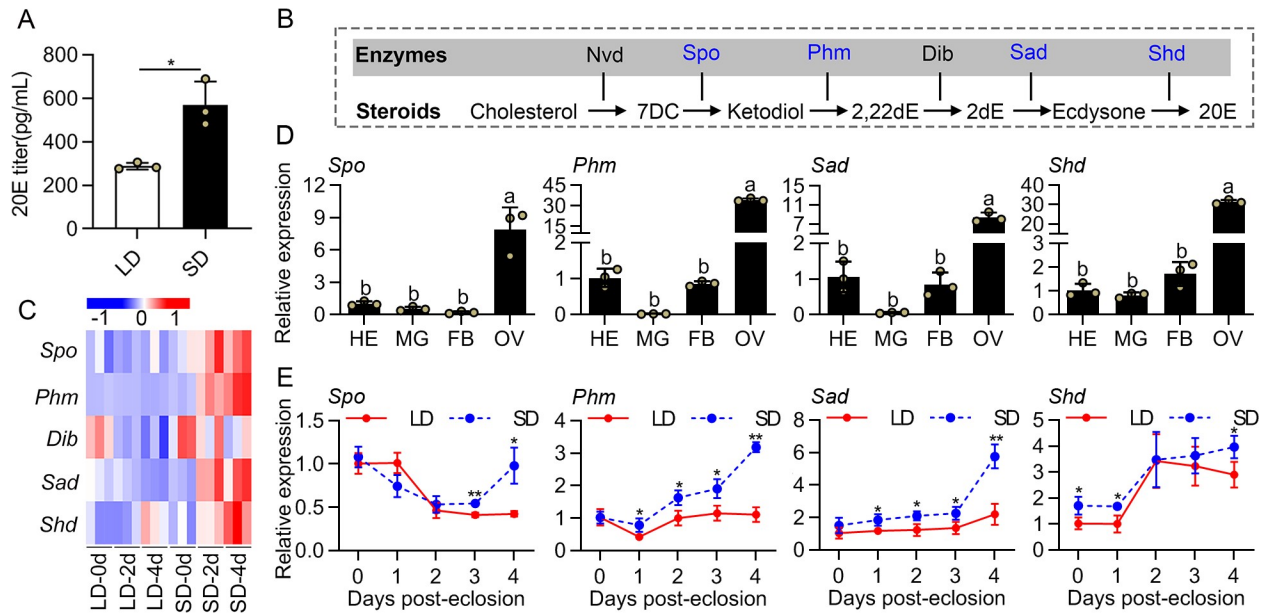 A
20E titer(pg/mL)
800
600
400
200
0
*
LD
SD
B
Enzymes Nvd Spo Phm Dib Sad Shd
Steroids Cholesterol 7DC Ketodiol 2,22dE 2dE Ecdysone 20E
C
-1 0 1
Spo
Phm
Dib
Sad
Shd
LD-0d
LD-2d
LD-4d
SD-0d
SD-2d
SD-4d
D
Relative expression
Spo
12
9
6
3
0
b b b a
HE MG FB OV
Phm
45
30
15
2
1
0
b b b a
HE MG FB OV
Sad
15
11
7
2
1
0
b b b a
HE MG FB OV
Shd
40
30
20
10
3
2
1
0
b b b a
HE MG FB OV
E
Relative expression
Spo
LD SD
1.5
1.0
0.5
0.0
** *
0 1 2 3 4
Days post-eclosion
Phm
LD SD
4
3
2
1
0
* * * **
0 1 2 3 4
Days post-eclosion
Sad
LD SD
8
6
4
2
0
* * * **
0 1 2 3 4
Days post-eclosion
Shd
LD SD
5
4
3
2
1
0
* * *
0 1 2 3 4
Days post-eclosion